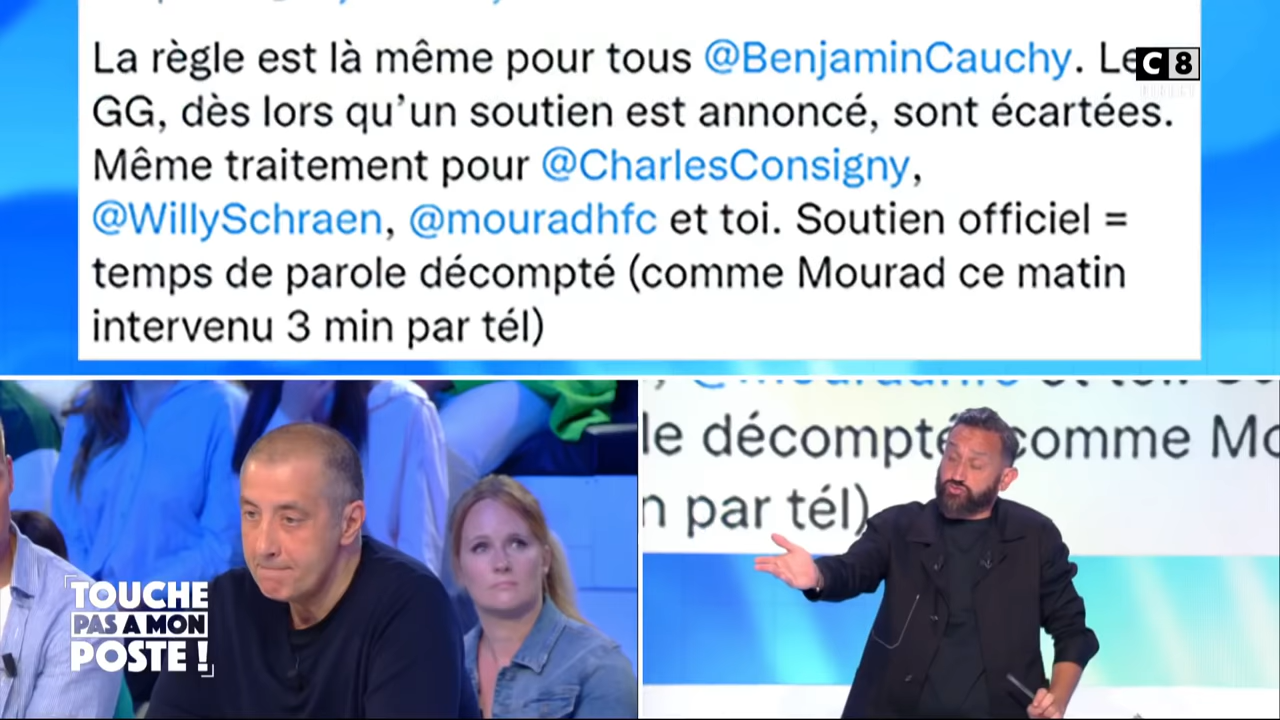 La règle est là même pour tous @BenjaminCauchy. Le
C8
DIRECT
GG, dès lors qu'un soutien est annoncé, sont écartées.
Même traitement pour @CharlesConsigny,
@WillySchraen, @mouradhfc et toi. Soutien officiel =
temps de parole décompté (comme Mourad ce matin
intervenu 3 min par tél)
TOUCHE
PAS A MON
POSTE !
le décompté comme Mo
n par tél)